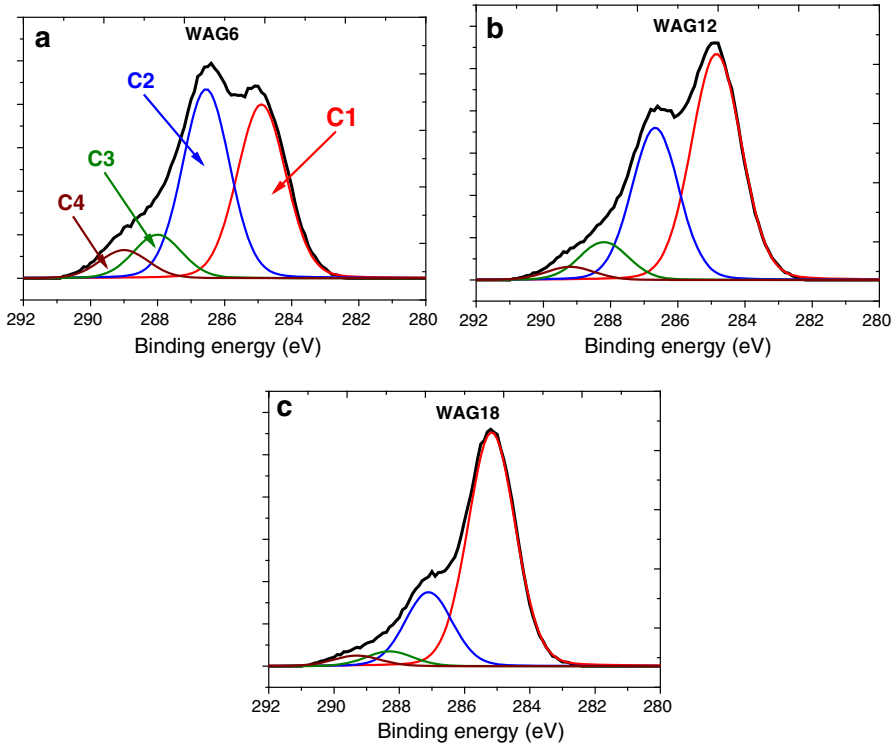 a
WAG6
C2
C1
C3
C4
292 290 288 286 284 282 280
Binding energy (eV)
b
WAG12
292 290 288 286 284 282 280
Binding energy (eV)
c
WAG18
292 290 288 286 284 282 280
Binding energy (eV)